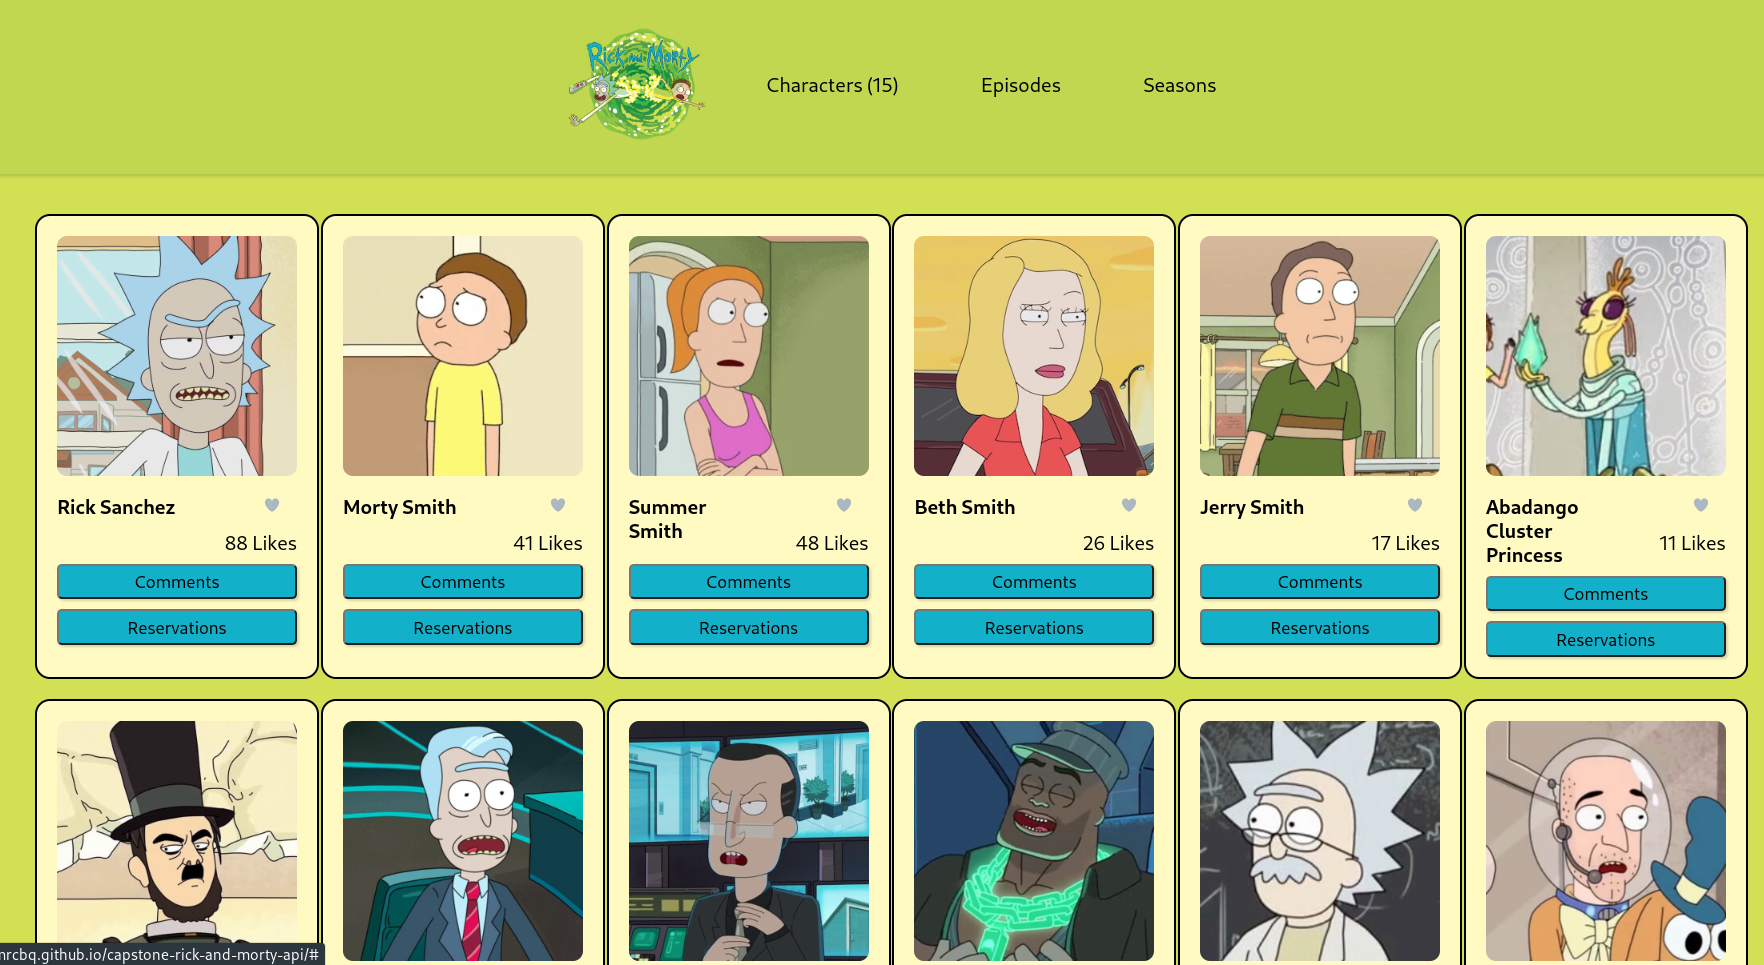 Rick and Morty
Characters (15)
Episodes
Seasons
Rick Sanchez
88 Likes
Comments
Reservations
Morty Smith
41 Likes
Comments
Reservations
Summer
Smith
48 Likes
Comments
Reservations
Beth Smith
26 Likes
Comments
Reservations
Jerry Smith
17 Likes
Comments
Reservations
Abadango
Cluster
Princess
11 Likes
Comments
Reservations
nrcbq.github.io/capstone-rick-and-morty-api/#